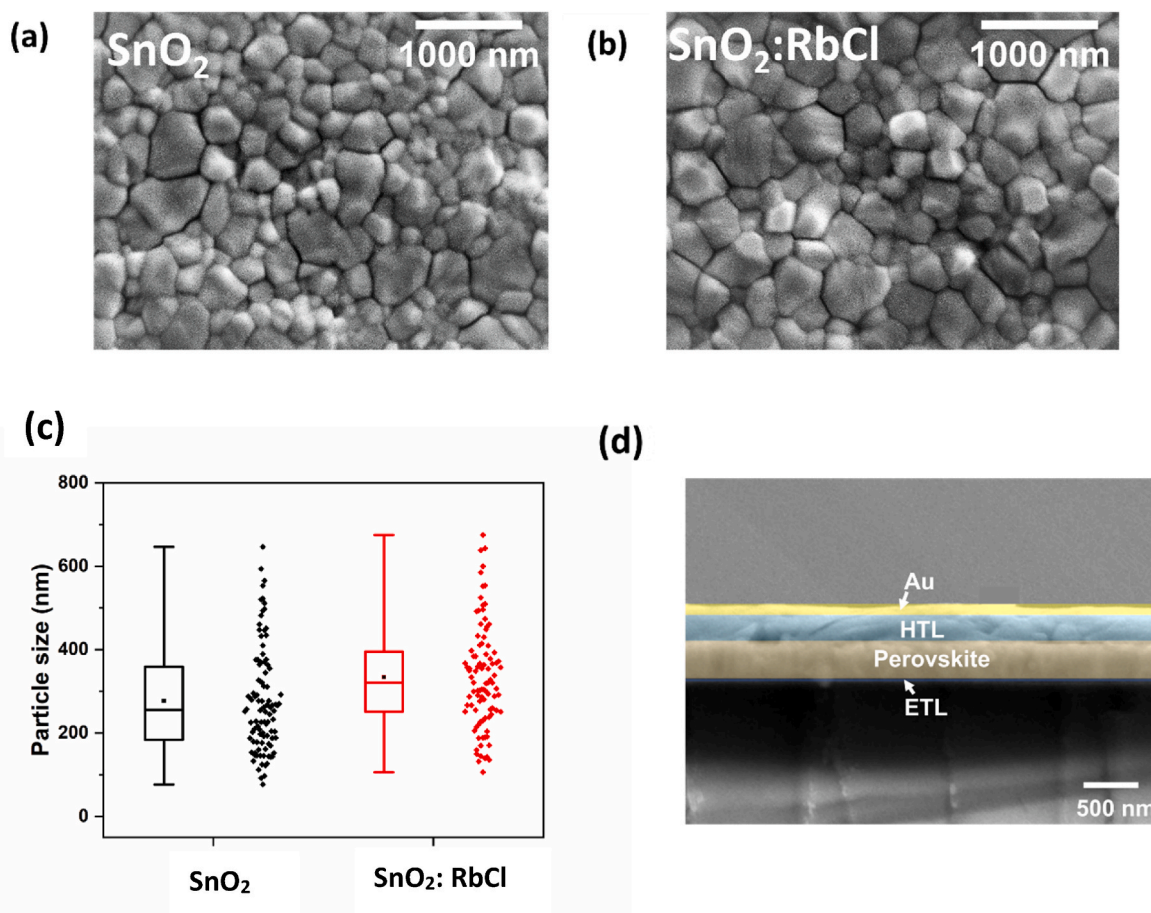 (a)
SnO₂
1000 nm
(b)
SnO₂:RbCl
1000 nm
(c)
800
600
400
200
0
Particle size (nm)
SnO₂
SnO₂: RbCl
(d)
Au
HTL
Perovskite
ETL
500 nm